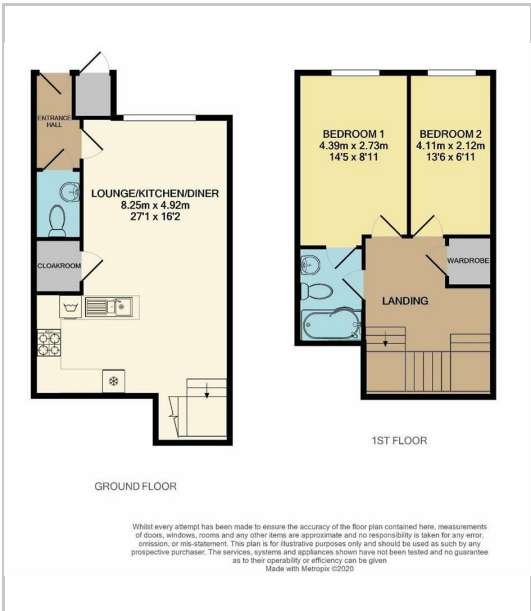 ENTRANCE
HALL
LOUNGE/KITCHEN/DINER
8.25m x 4.92m
27'1 x 16'2
CLOAKROOM
GROUND FLOOR
BEDROOM 1
4.39m x 2.73m
14'5 x 8'11
BEDROOM 2
4.11m x 2.12m
13'6 x 6'11
WARDROBE
LANDING
1ST FLOOR
Whilst every attempt has been made to ensure the accuracy of the floor plan contained here, measurements
of doors, windows, rooms and any other items are approximate and no responsibility is taken for any error,
omission, or mis-statement. This plan is for illustrative purposes only and should be used as such by any
prospective purchaser. The services, systems and appliances shown have not been tested and no guarantee
as to their operability or efficiency can be given
Made with Metropix ©2020